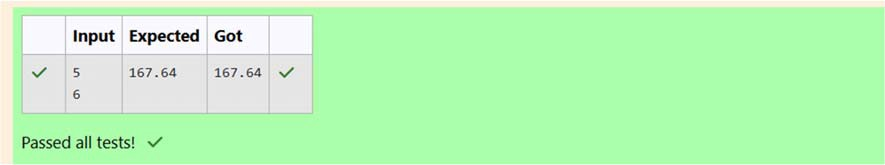 Input Expected Got
5 167.64 167.64
6
Passed all tests!